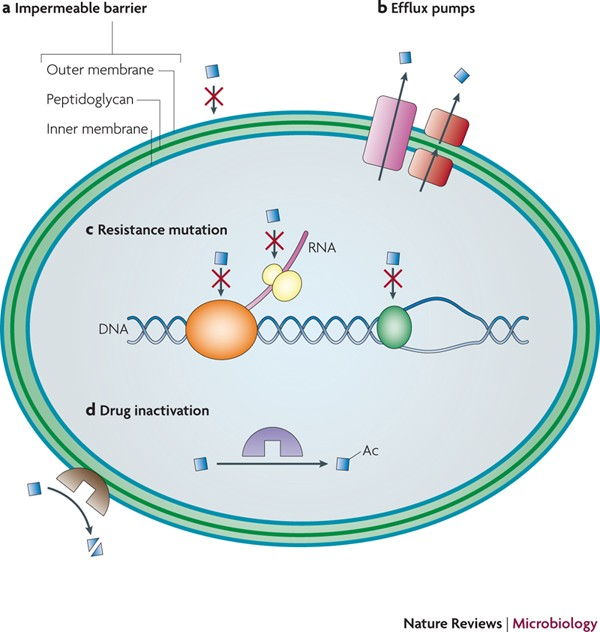 a Impermeable barrier
Outer membrane
Peptidoglycan
Inner membrane
b Efflux pumps
c Resistance mutation
RNA
DNA
d Drug inactivation
Ac
Nature Reviews | Microbiology